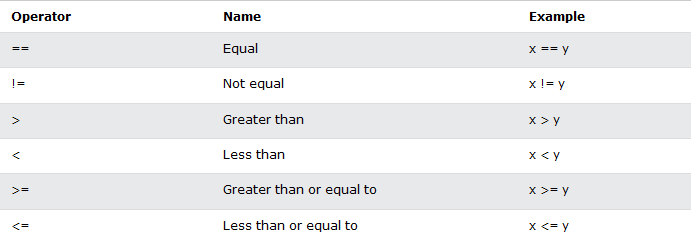 Operator Name Example
== Equal x == y
!= Not equal x != y
> Greater than x > y
< Less than x < y
>= Greater than or equal to x >= y
<= Less than or equal to x <= y